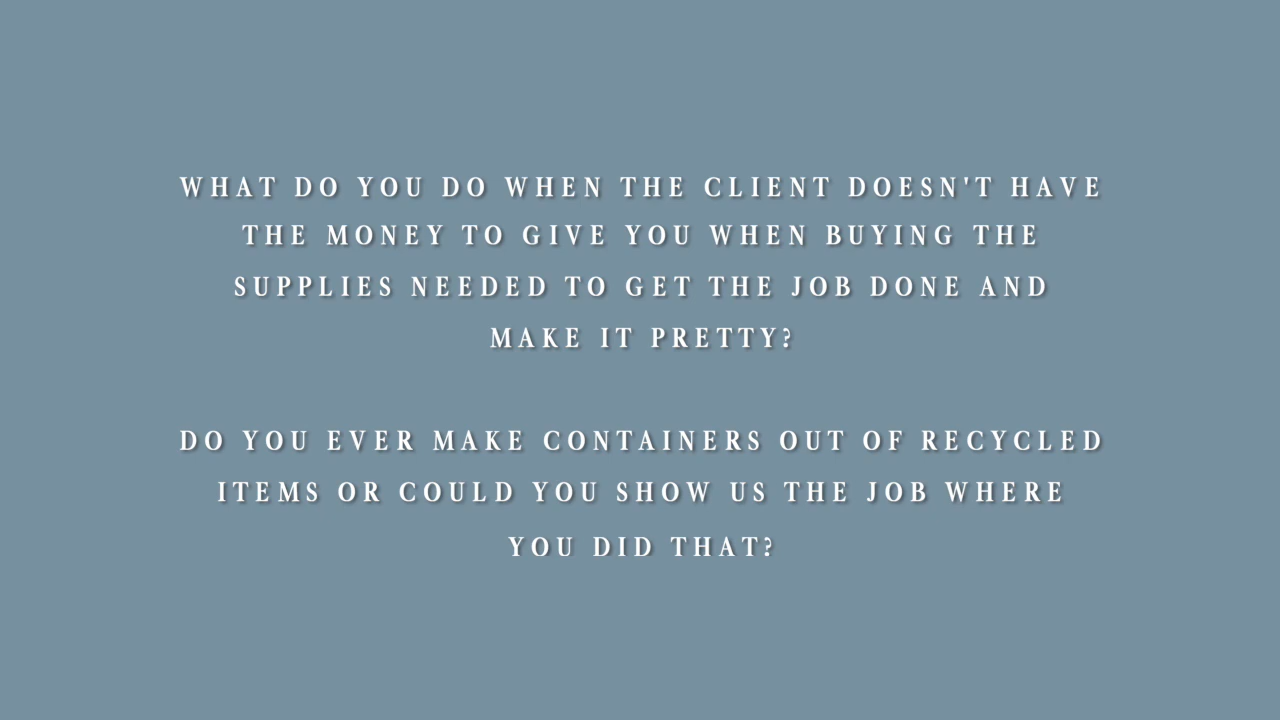 WHAT DO YOU DO WHEN THE CLIENT DOESN'T HAVE
THE MONEY TO GIVE YOU WHEN BUYING THE
SUPPLIES NEEDED TO GET THE JOB DONE AND
MAKE IT PRETTY?
DO YOU EVER MAKE CONTAINERS OUT OF RECYCLED
ITEMS OR COULD YOU SHOW US THE JOB WHERE
YOU DID THAT?